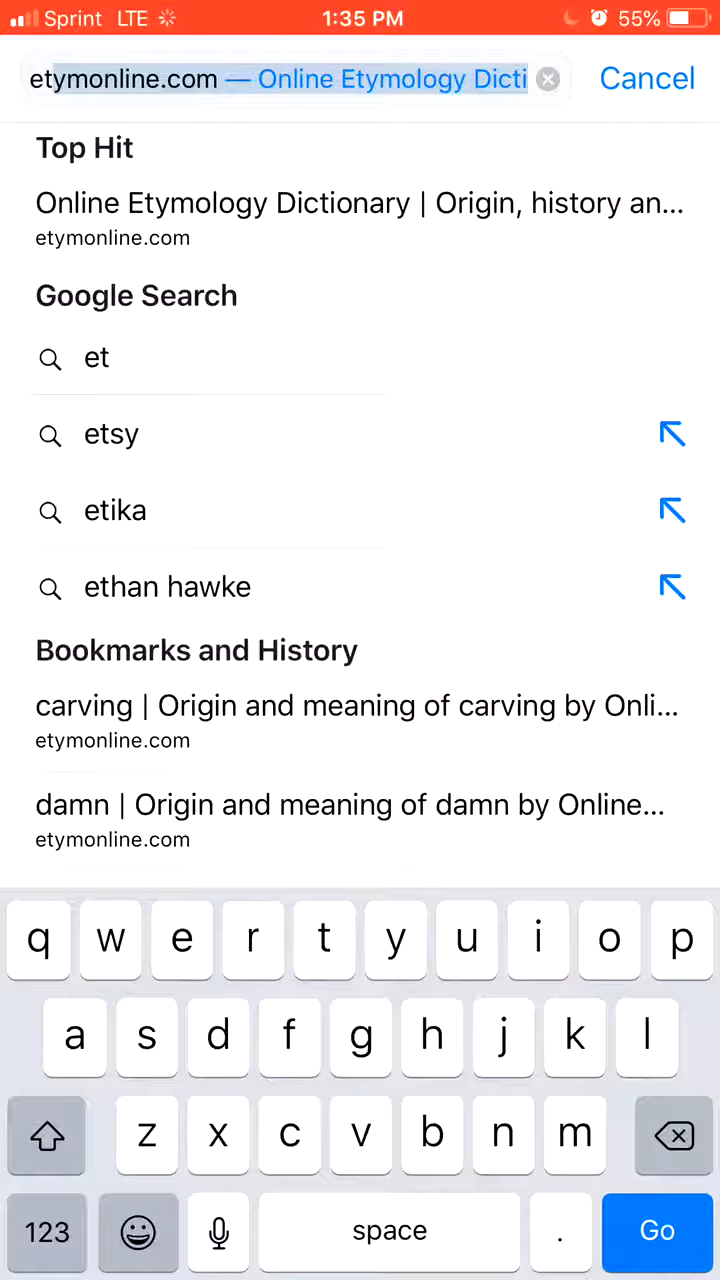 Sprint LTE 1:35 PM 55%
etymonline.com — Online Etymology Dicti Cancel
Top Hit
Online Etymology Dictionary | Origin, history an...
etymonline.com
Google Search
et
etsy
etika
ethan hawke
Bookmarks and History
carving | Origin and meaning of carving by Onli...
etymonline.com
damn | Origin and meaning of damn by Online...
etymonline.com
q w e r t y u i o p
a s d f g h j k l
z x c v b n m
123 space . Go